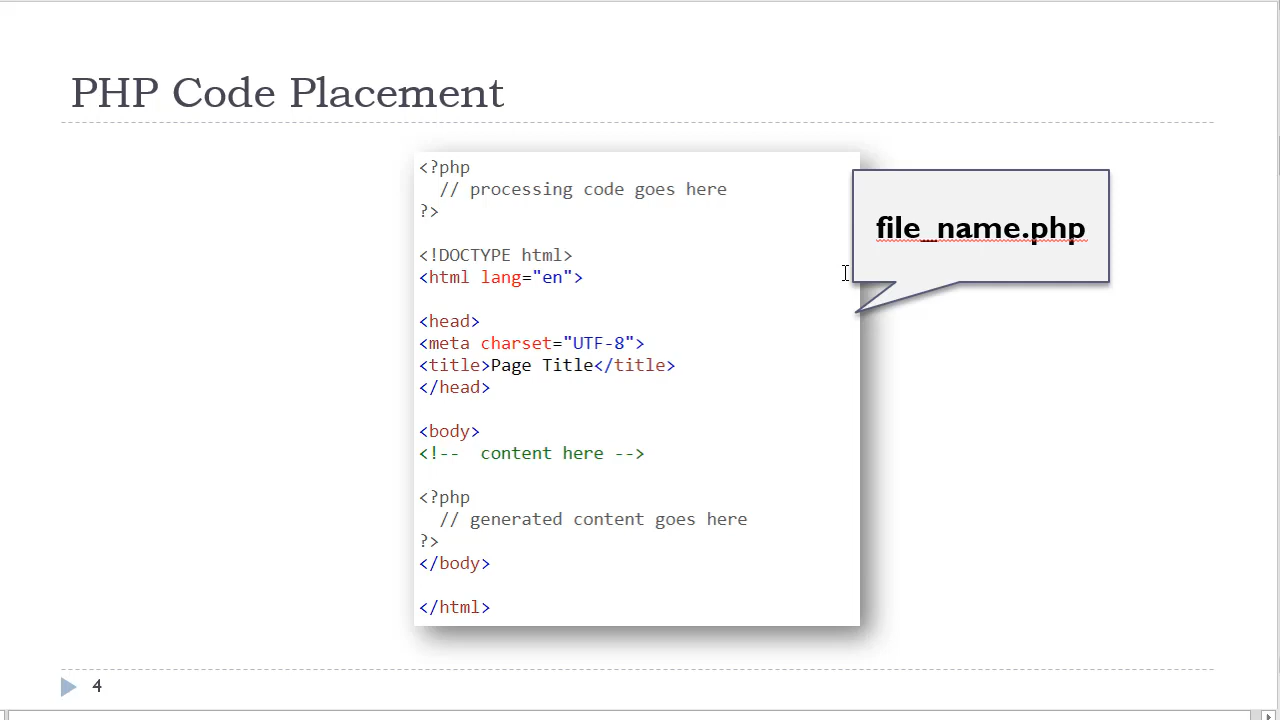 PHP Code Placement
<?php
// processing code goes here
?>
<!DOCTYPE html>
<html lang="en">
<head>
<meta charset="UTF-8">
<title>Page Title</title>
</head>
<body>
<!--  content here -->
<?php
// generated content goes here
?>
</body>
</html>
file_name.php
4